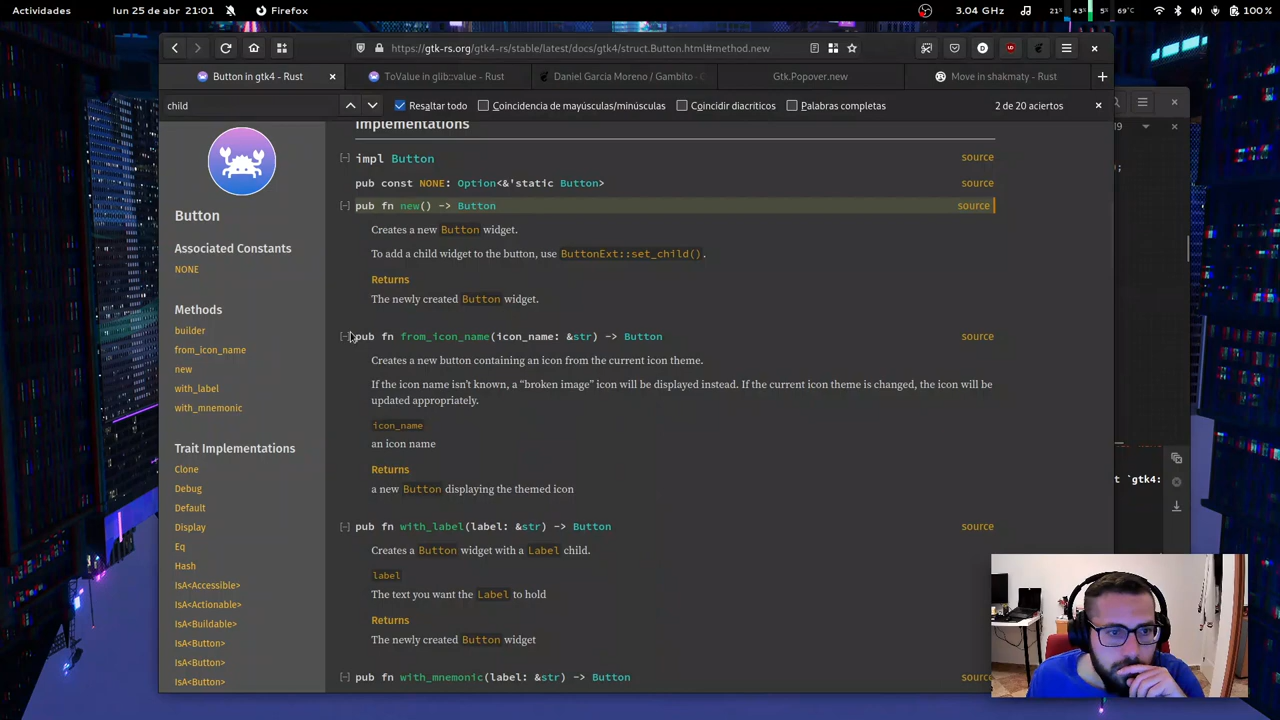 Actividades lun 25 de abr 21:01 Firefox 3.04 GHz 21% 43% 5% 69°C 100 %
https://gtk-rs.org/gtk4-rs/stable/latest/docs/gtk4/struct.Button.html#method.new
Button in gtk4 - Rust ToValue in glib::value - Rust Daniel Garcia Moreno / Gambito · Gtk.Popover.new Move in shakmaty - Rust
child Resaltar todo Coincidencia de mayúsculas/minúsculas Coincidir diacríticos Palabras completas 2 de 20 aciertos
Implementations
Button
Associated Constants
NONE
Methods
builder
from_icon_name
new
with_label
with_mnemonic
Trait Implementations
Clone
Debug
Default
Display
Eq
Hash
IsA<Accessible>
IsA<Actionable>
IsA<Buildable>
IsA<Button>
IsA<Button>
IsA<Button>
[-] impl Button source
pub const NONE: Option<&'static Button> source
[-] pub fn new() -> Button source
Creates a new Button widget.
To add a child widget to the button, use ButtonExt::set_child().
Returns
The newly created Button widget.
[-] pub fn from_icon_name(icon_name: &str) -> Button source
Creates a new button containing an icon from the current icon theme.
If the icon name isn’t known, a “broken image” icon will be displayed instead. If the current icon theme is changed, the icon will be
updated appropriately.
icon_name
an icon name
Returns
a new Button displaying the themed icon
[-] pub fn with_label(label: &str) -> Button source
Creates a Button widget with a Label child.
label
The text you want the Label to hold
Returns
The newly created Button widget
[-] pub fn with_mnemonic(label: &str) -> Button source
t `gtk4: